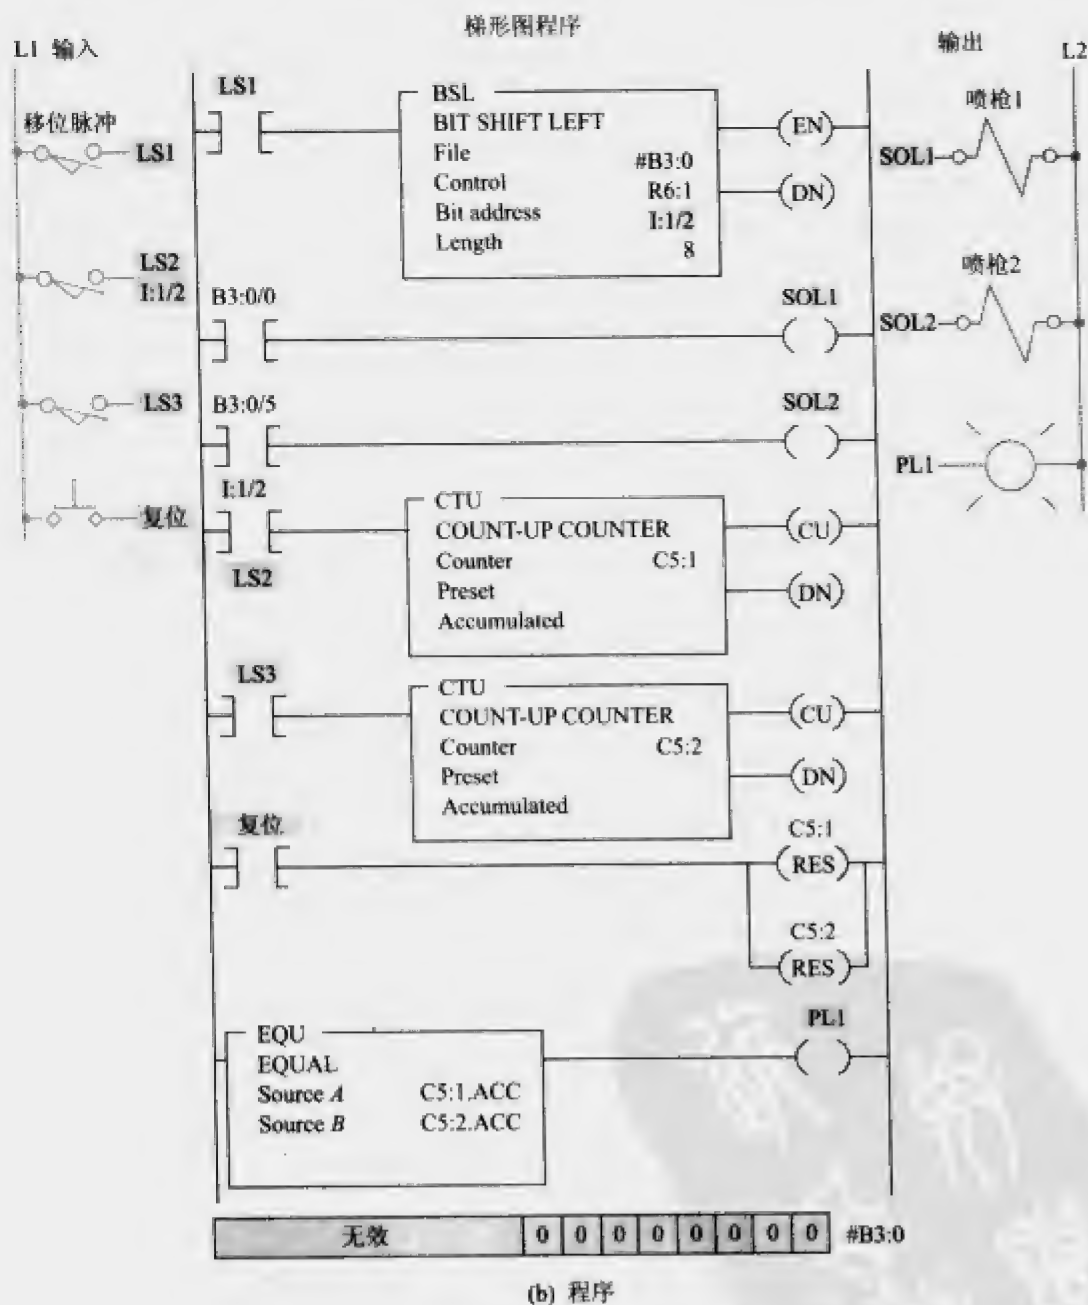 梯形图程序
L1 输入
输出
L2
移位脉冲
LS1
LS2
I:1/2
LS3
复位
LS1
BSL
BIT SHIFT LEFT
File #B3:0
Control R6:1
Bit address I:1/2
Length 8
EN
DN
B3:0/0
SOL1
B3:0/5
SOL2
I:1/2
LS2
CTU
COUNT-UP COUNTER
Counter C5:1
Preset
Accumulated
CU
DN
LS3
CTU
COUNT-UP COUNTER
Counter C5:2
Preset
Accumulated
CU
DN
复位
C5:1
RES
C5:2
RES
EQU
EQUAL
Source A C5:1.ACC
Source B C5:2.ACC
PL1
喷枪1
SOL1
喷枪2
SOL2
PL1
无效 0 0 0 0 0 0 0 0 #B3:0
(b) 程序